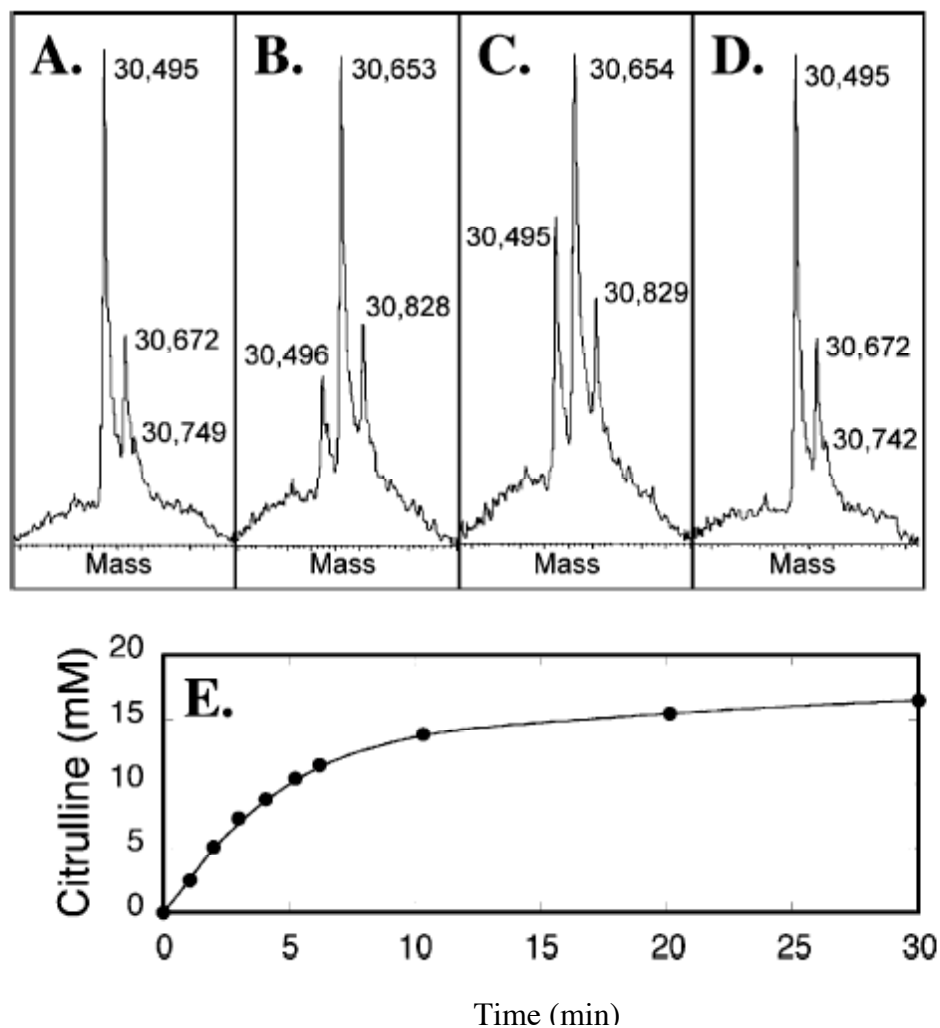 A. B. C. D.
30,495 30,653 30,654 30,495
30,495
30,829
30,672 30,828 30,672
30,496
30,749 30,742
Mass Mass Mass Mass
E.
Citrulline (mM)
20
15
10
5
0
0 5 10 15 20 25 30
Time (min)